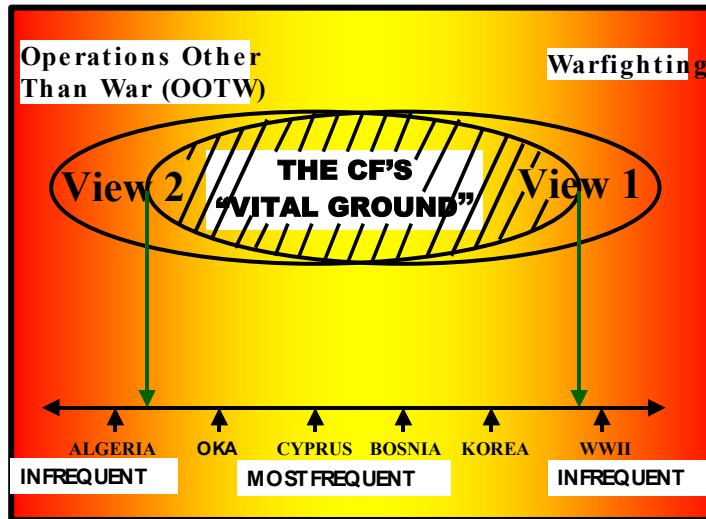 Operations Other
Than War (OOTW)
Warfighting
View 2
THE CF'S
"VITAL GROUND"
View 1
ALGERIA
OKA
CYPRUS
BOSNIA
KOREA
WWII
INFREQUENT
MOST FREQUENT
INFREQUENT